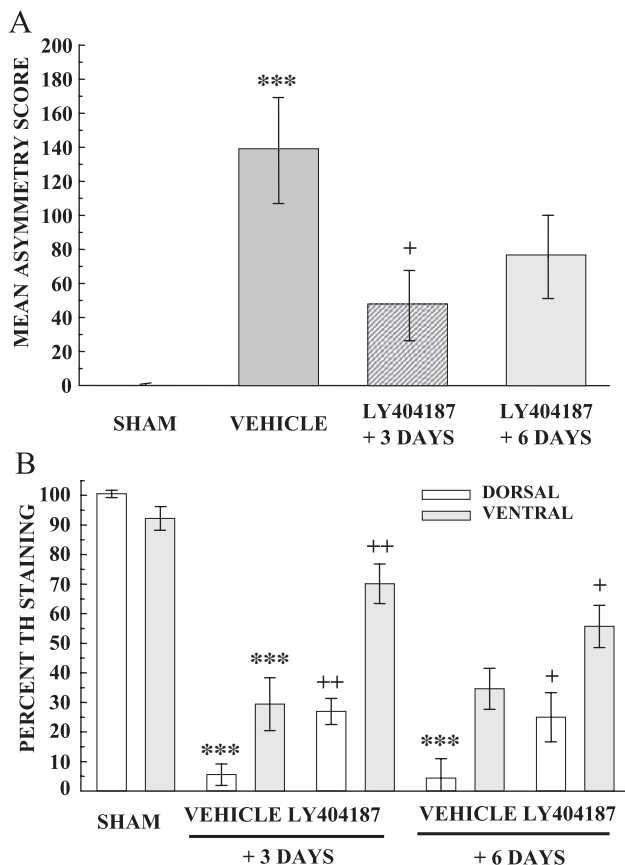 A
MEAN ASYMMETRY SCORE
200
180
160
140
120
100
80
60
40
20
0
***
+
SHAM
VEHICLE
LY404187
+ 3 DAYS
LY404187
+ 6 DAYS
B
PERCENT TH STAINING
100
90
80
70
60
50
40
30
20
10
0
DORSAL
VENTRAL
***
***
++
++
***
+
+
SHAM
VEHICLE LY404187
+ 3 DAYS
VEHICLE LY404187
+ 6 DAYS